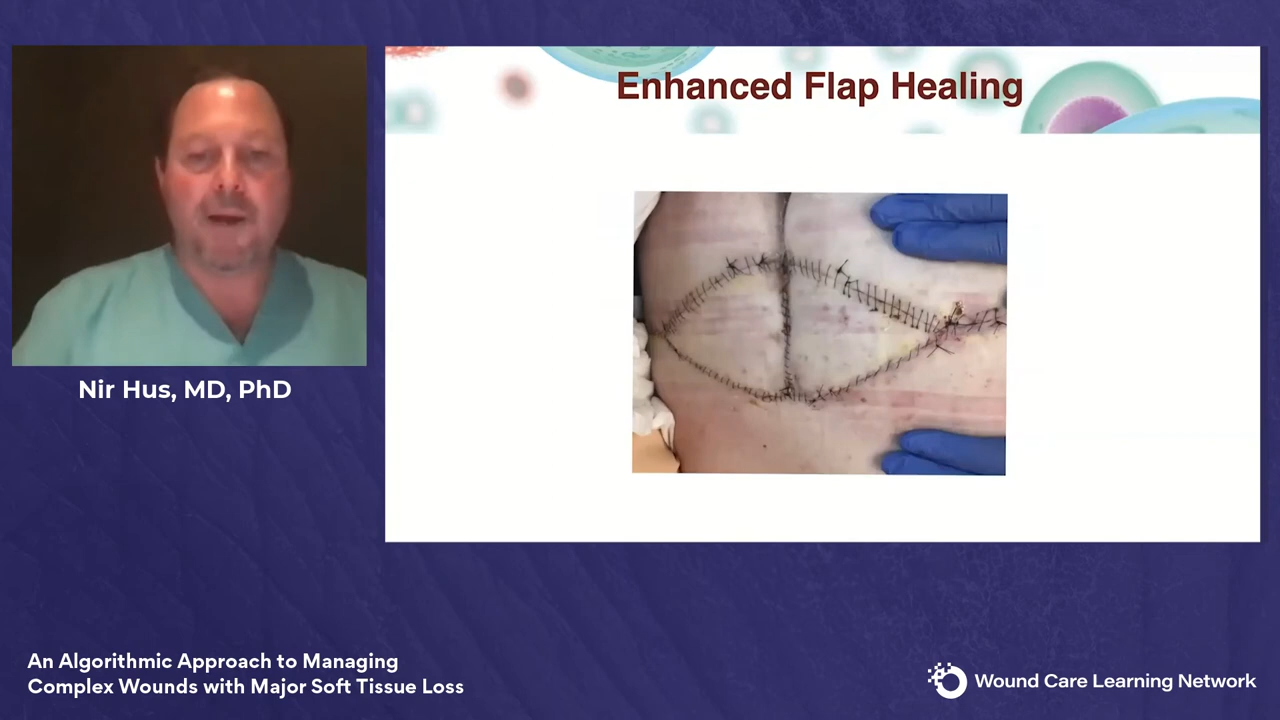 Enhanced Flap Healing
Nir Hus, MD, PhD
An Algorithmic Approach to Managing
Complex Wounds with Major Soft Tissue Loss
Wound Care Learning Network